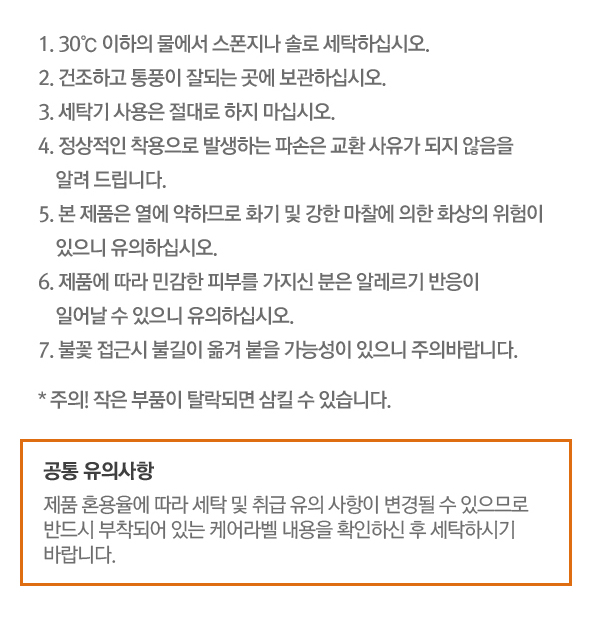 1. 30℃ 이하의 물에서 스폰지나 솔로 세탁하십시오.
2. 건조하고 통풍이 잘되는 곳에 보관하십시오.
3. 세탁기 사용은 절대로 하지 마십시오.
4. 정상적인 착용으로 발생하는 파손은 교환 사유가 되지 않음을
알려 드립니다.
5. 본 제품은 열에 약하므로 화기 및 강한 마찰에 의한 화상의 위험이
있으니 유의하십시오.
6. 제품에 따라 민감한 피부를 가지신 분은 알레르기 반응이
일어날 수 있으니 유의하십시오.
7. 불꽃 접근시 불길이 옮겨 붙을 가능성이 있으니 주의바랍니다.
* 주의! 작은 부품이 탈락되면 삼킬 수 있습니다.
공통 유의사항
제품 혼용율에 따라 세탁 및 취급 유의 사항이 변경될 수 있으므로
반드시 부착되어 있는 케어라벨 내용을 확인하신 후 세탁하시기
바랍니다.